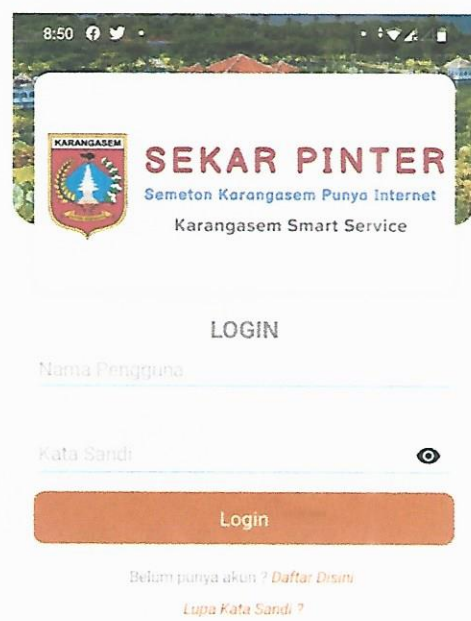 8:50
KARANGASEM
SEKAR PINTER
Semeton Karangasem Punya Internet
Karangasem Smart Service
LOGIN
Nama Pengguna
Kata Sandi
Login
Belum punya akun ? Daftar Disini
Lupa Kata Sandi ?